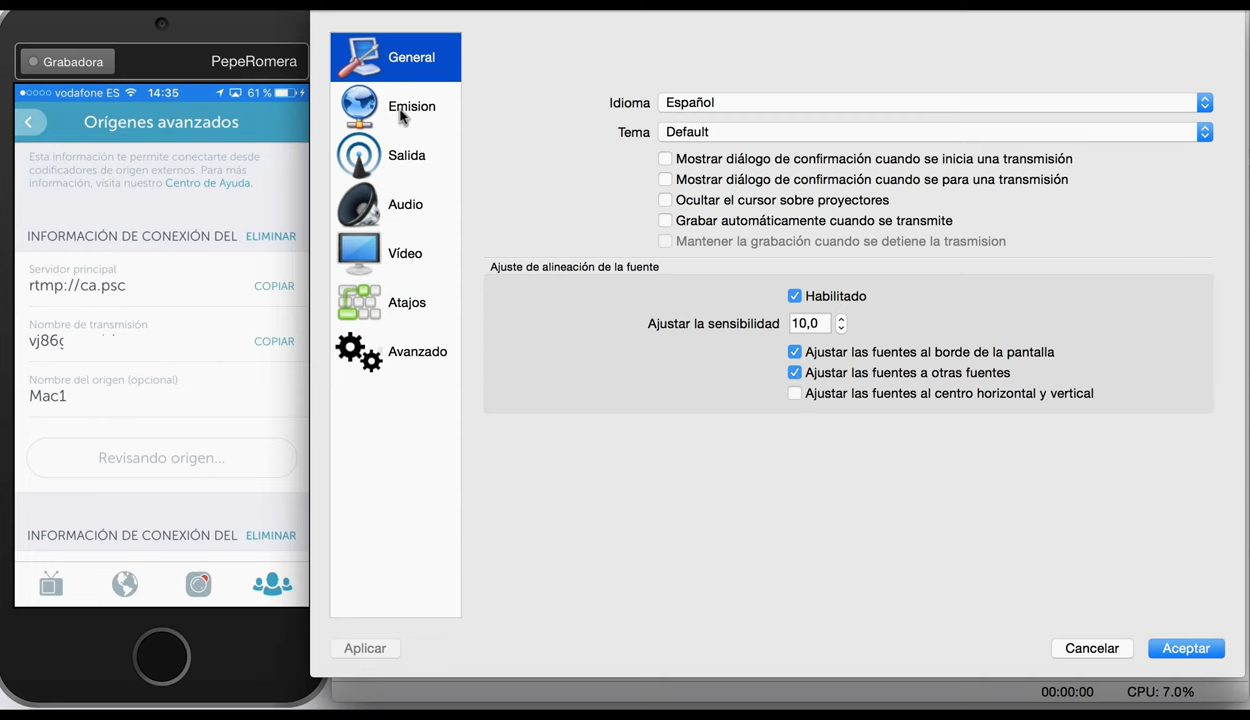 Grabadora
PepeRomera
vodafone ES 14:35 61 %
Orígenes avanzados
Esta información te permite conectarte desde
codificadores de origen externos. Para más
información, visita nuestro Centro de Ayuda.
INFORMACIÓN DE CONEXIÓN DEL ELIMINAR
Servidor principal
rtmp://ca.psc COPIAR
Nombre de transmisión
COPIAR
Nombre del origen (opcional)
Mac1
Revisando origen...
INFORMACIÓN DE CONEXIÓN DEL ELIMINAR
General
Emision
Salida
Audio
Vídeo
Atajos
Avanzado
Idioma Español
Tema Default
Mostrar diálogo de confirmación cuando se inicia una transmisión
Mostrar diálogo de confirmación cuando se para una transmisión
Ocultar el cursor sobre proyectores
Grabar automáticamente cuando se transmite
Mantener la grabación cuando se detiene la trasmision
Ajuste de alineación de la fuente
Habilitado
Ajustar la sensibilidad 10,0
Ajustar las fuentes al borde de la pantalla
Ajustar las fuentes a otras fuentes
Ajustar las fuentes al centro horizontal y vertical
Aplicar
Cancelar
Aceptar
00:00:00 CPU: 7.0%